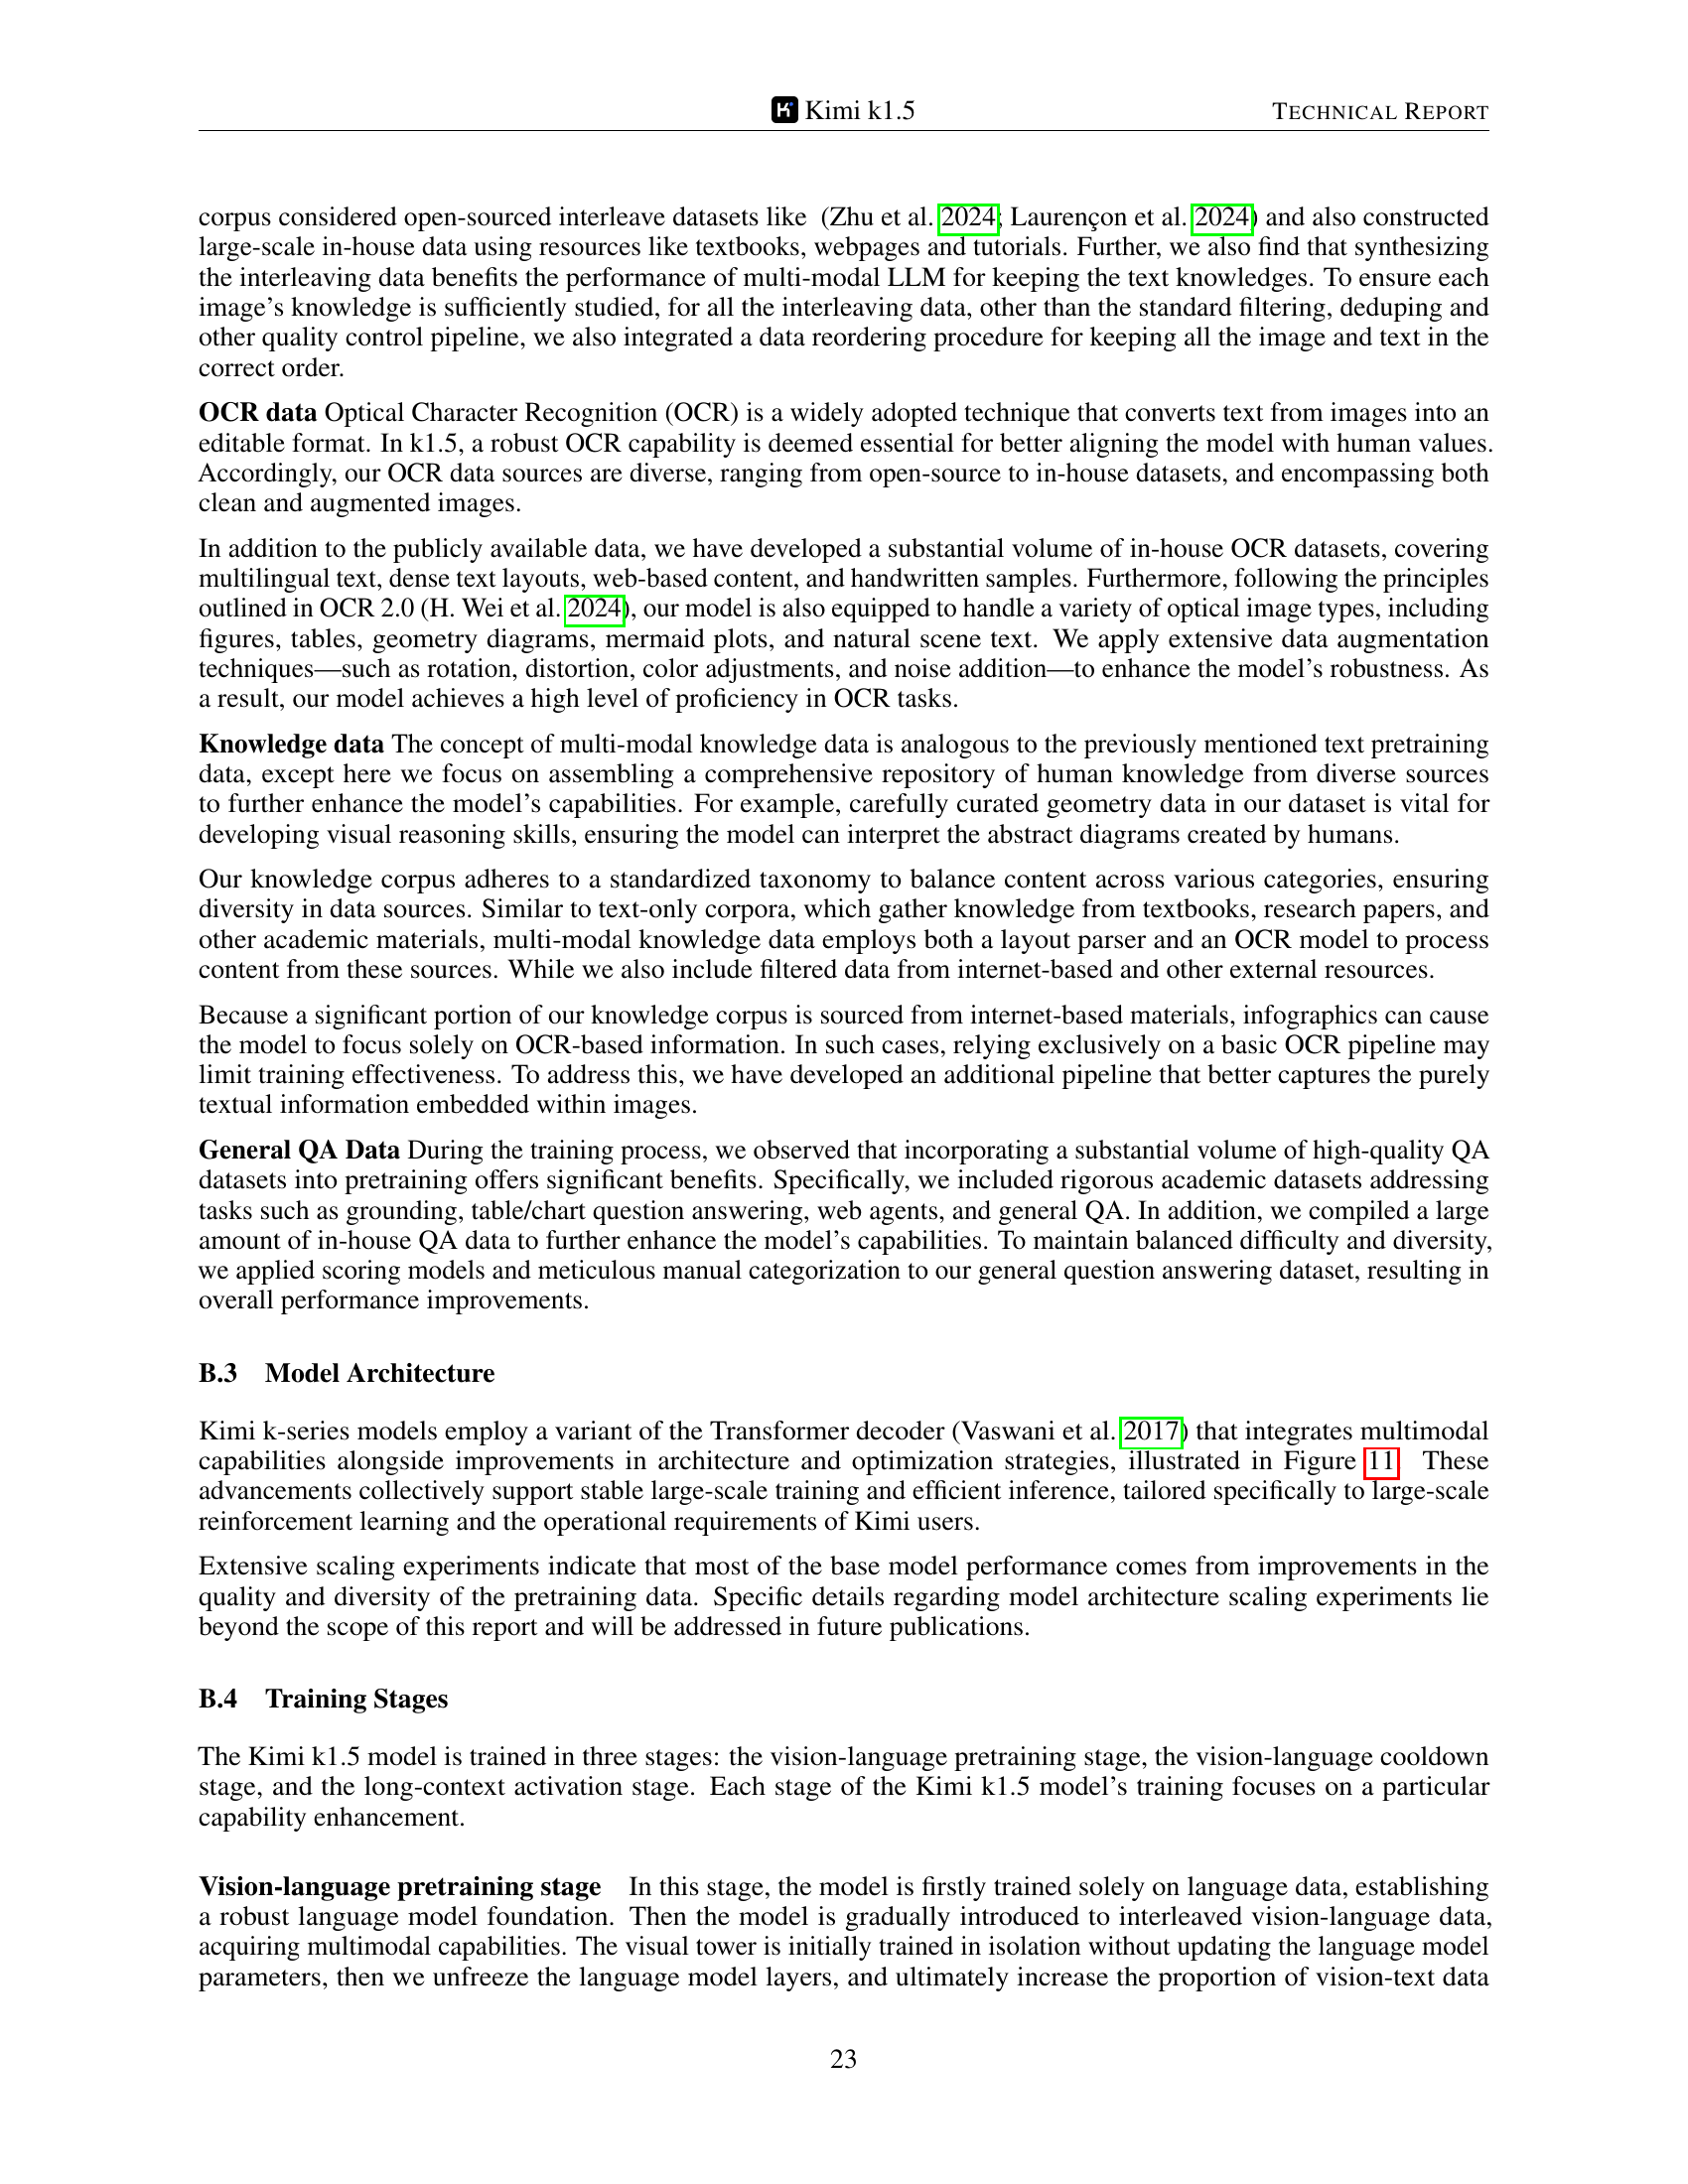 Kimi k1.5
TECHNICAL REPORT
corpus considered open-sourced interleave datasets like (Zhu et al. 2024; Laurençon et al. 2024) and also constructed
large-scale in-house data using resources like textbooks, webpages and tutorials. Further, we also find that synthesizing
the interleaving data benefits the performance of multi-modal LLM for keeping the text knowledges. To ensure each
image's knowledge is sufficiently studied, for all the interleaving data, other than the standard filtering, deduping and
other quality control pipeline, we also integrated a data reordering procedure for keeping all the image and text in the
correct order.
OCR data Optical Character Recognition (OCR) is a widely adopted technique that converts text from images into an
editable format. In k1.5, a robust OCR capability is deemed essential for better aligning the model with human values.
Accordingly, our OCR data sources are diverse, ranging from open-source to in-house datasets, and encompassing both
clean and augmented images.
In addition to the publicly available data, we have developed a substantial volume of in-house OCR datasets, covering
multilingual text, dense text layouts, web-based content, and handwritten samples. Furthermore, following the principles
outlined in OCR 2.0 (H. Wei et al. 2024), our model is also equipped to handle a variety of optical image types, including
figures, tables, geometry diagrams, mermaid plots, and natural scene text. We apply extensive data augmentation
techniques—such as rotation, distortion, color adjustments, and noise addition—to enhance the model's robustness. As
a result, our model achieves a high level of proficiency in OCR tasks.
Knowledge data The concept of multi-modal knowledge data is analogous to the previously mentioned text pretraining
data, except here we focus on assembling a comprehensive repository of human knowledge from diverse sources
to further enhance the model's capabilities. For example, carefully curated geometry data in our dataset is vital for
developing visual reasoning skills, ensuring the model can interpret the abstract diagrams created by humans.
Our knowledge corpus adheres to a standardized taxonomy to balance content across various categories, ensuring
diversity in data sources. Similar to text-only corpora, which gather knowledge from textbooks, research papers, and
other academic materials, multi-modal knowledge data employs both a layout parser and an OCR model to process
content from these sources. While we also include filtered data from internet-based and other external resources.
Because a significant portion of our knowledge corpus is sourced from internet-based materials, infographics can cause
the model to focus solely on OCR-based information. In such cases, relying exclusively on a basic OCR pipeline may
limit training effectiveness. To address this, we have developed an additional pipeline that better captures the purely
textual information embedded within images.
General QA Data During the training process, we observed that incorporating a substantial volume of high-quality QA
datasets into pretraining offers significant benefits. Specifically, we included rigorous academic datasets addressing
tasks such as grounding, table/chart question answering, web agents, and general QA. In addition, we compiled a large
amount of in-house QA data to further enhance the model's capabilities. To maintain balanced difficulty and diversity,
we applied scoring models and meticulous manual categorization to our general question answering dataset, resulting in
overall performance improvements.
B.3 Model Architecture
Kimi k-series models employ a variant of the Transformer decoder (Vaswani et al. 2017) that integrates multimodal
capabilities alongside improvements in architecture and optimization strategies, illustrated in Figure 11. These
advancements collectively support stable large-scale training and efficient inference, tailored specifically to large-scale
reinforcement learning and the operational requirements of Kimi users.
Extensive scaling experiments indicate that most of the base model performance comes from improvements in the
quality and diversity of the pretraining data. Specific details regarding model architecture scaling experiments lie
beyond the scope of this report and will be addressed in future publications.
B.4 Training Stages
The Kimi k1.5 model is trained in three stages: the vision-language pretraining stage, the vision-language cooldown
stage, and the long-context activation stage. Each stage of the Kimi k1.5 model's training focuses on a particular
capability enhancement.
Vision-language pretraining stage In this stage, the model is firstly trained solely on language data, establishing
a robust language model foundation. Then the model is gradually introduced to interleaved vision-language data,
acquiring multimodal capabilities. The visual tower is initially trained in isolation without updating the language model
parameters, then we unfreeze the language model layers, and ultimately increase the proportion of vision-text data
23